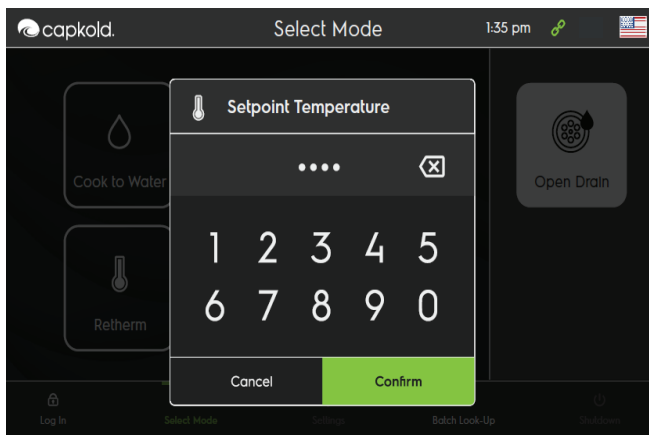 capkold.
Select Mode
1:35 pm
Setpoint Temperature
••••
Cook to Water
Open Drain
1 2 3 4 5
6 7 8 9 0
Retherm
Cancel
Confirm
Log In
Select Mode
Settings
Batch Look-Up
Shutdown